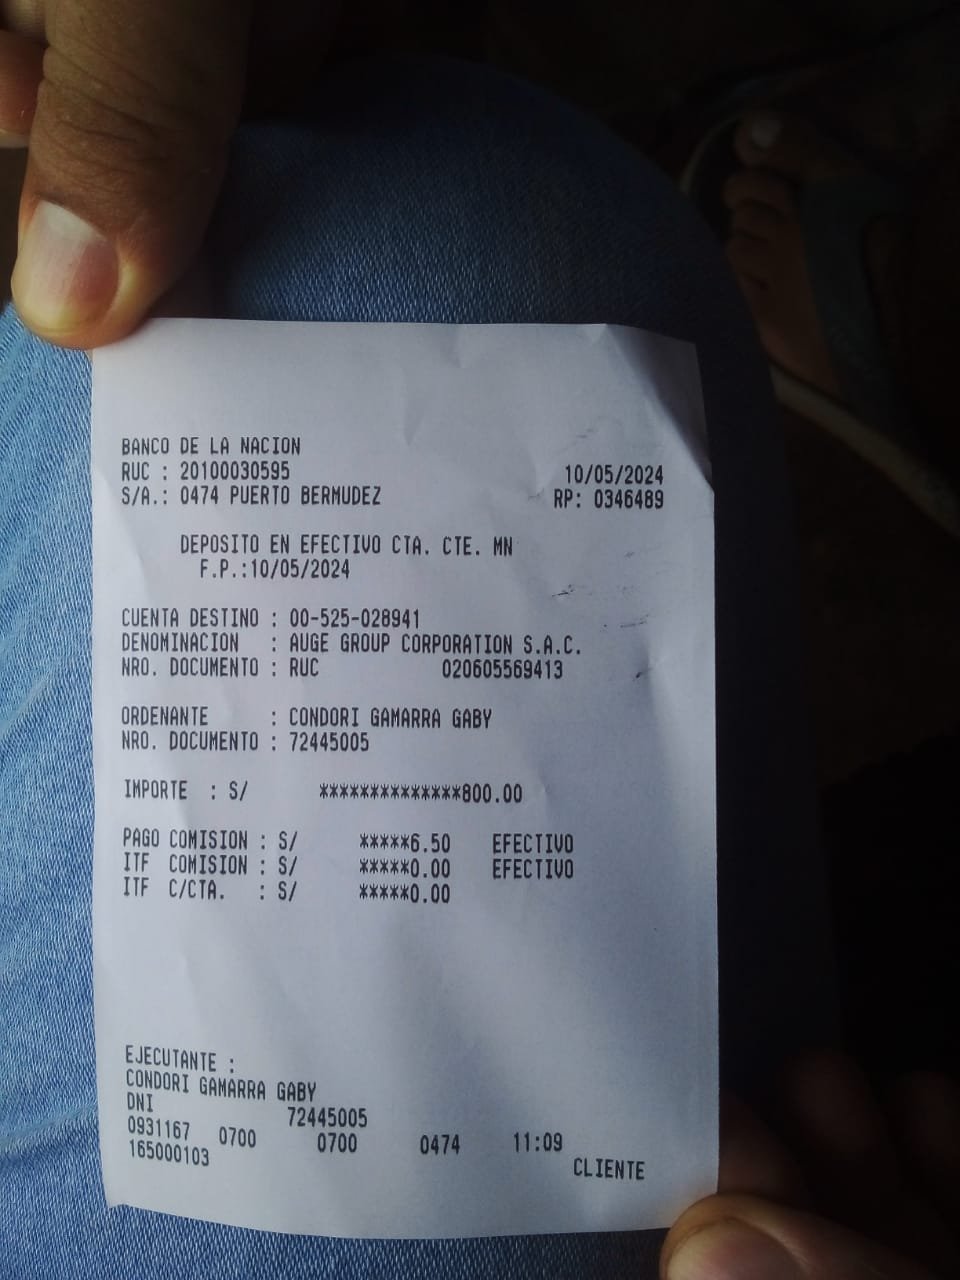 BANCO DE LA NACION
RUC : 20100030595 10/05/2024
S/A.: 0474 PUERTO BERMUDEZ RP: 0346489
DEPOSITO EN EFECTIVO CTA. CTE. MN
F.P.:10/05/2024
CUENTA DESTINO : 00-525-028941
DENOMINACION : AUGE GROUP CORPORATION S.A.C.
NRO. DOCUMENTO : RUC 020605569413
ORDENANTE : CONDORI GAMARRA GABY
NRO. DOCUMENTO : 72445005
IMPORTE : S/ **************800.00
PAGO COMISION : S/ *****6.50 EFECTIVO
ITF COMISION : S/ *****0.00 EFECTIVO
ITF C/CTA. : S/ *****0.00
EJECUTANTE :
CONDORI GAMARRA GABY
DNI 72445005
0931167 0700 0700 0474 11:09
165000103 CLIENTE